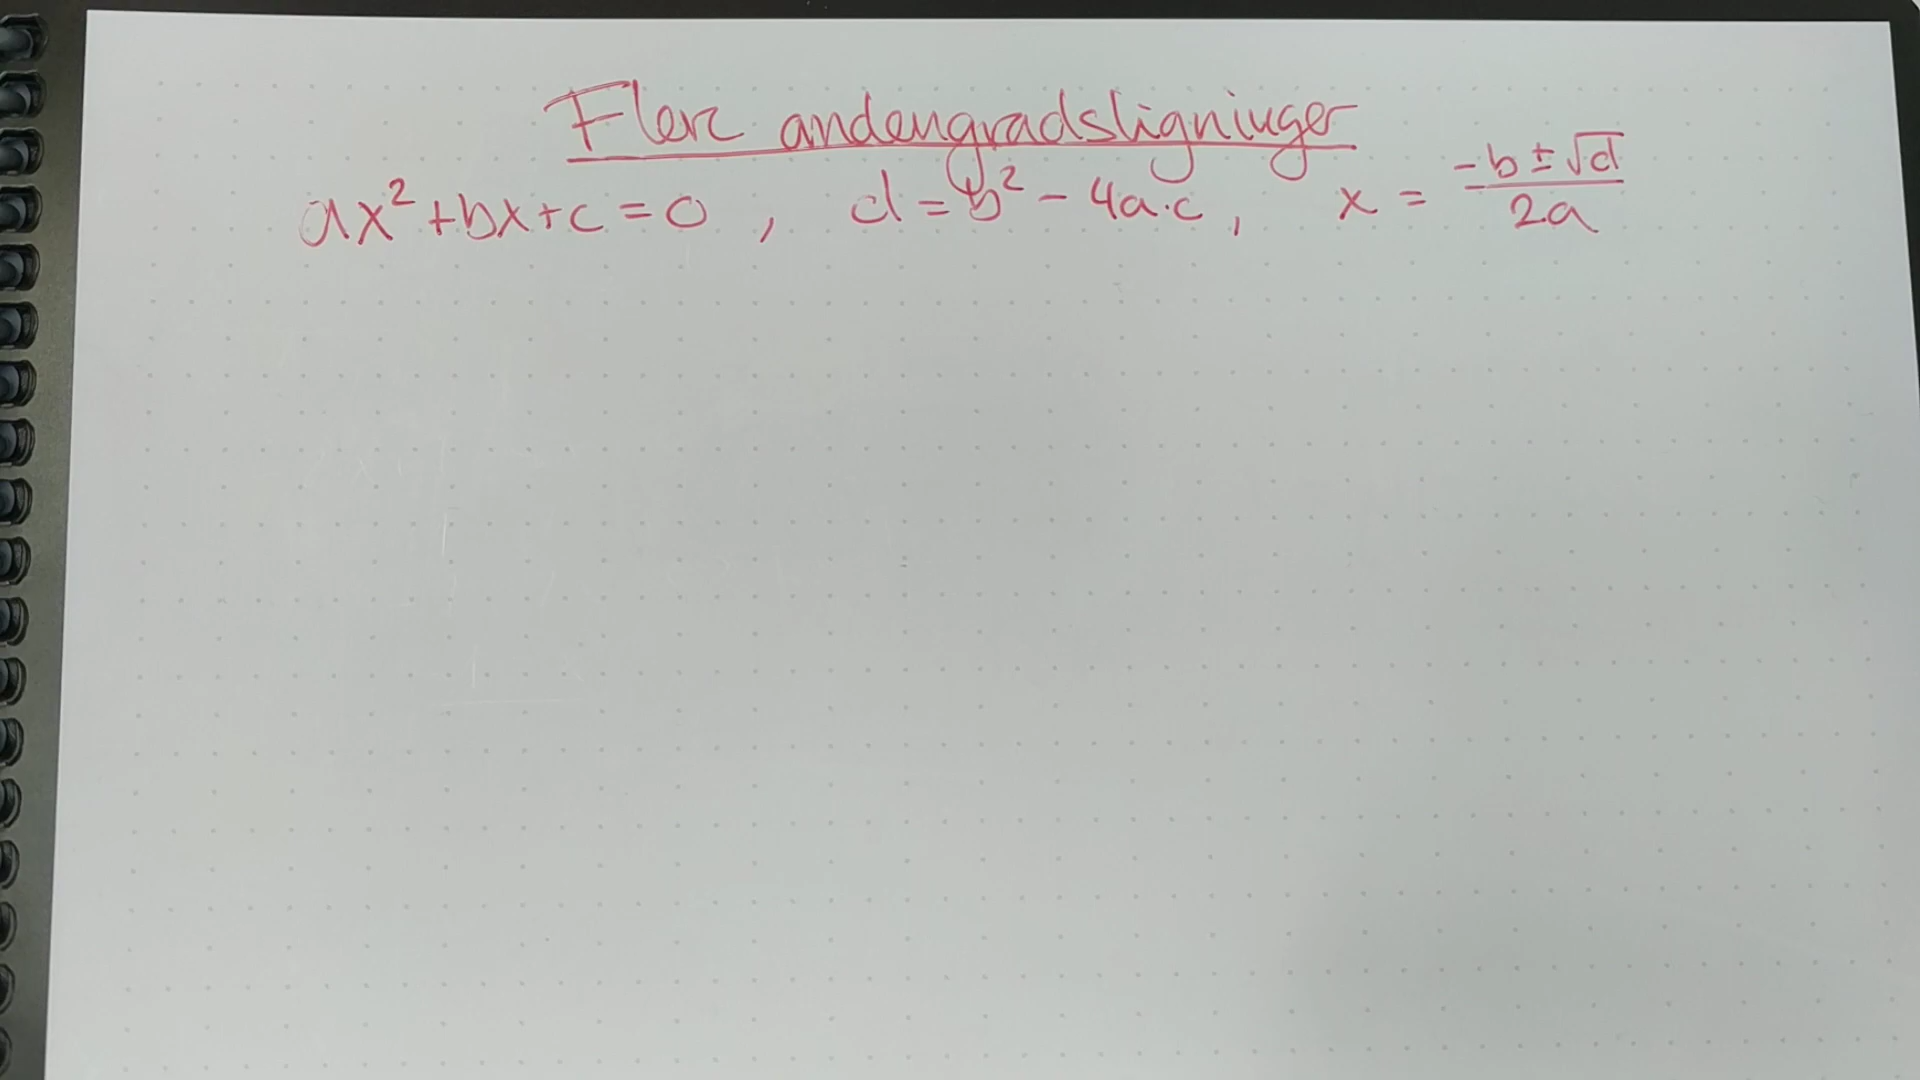 Flere andengradsligninger
ax² + bx + c = 0 , d = b² - 4a·c , x = (-b ± √d) / 2a